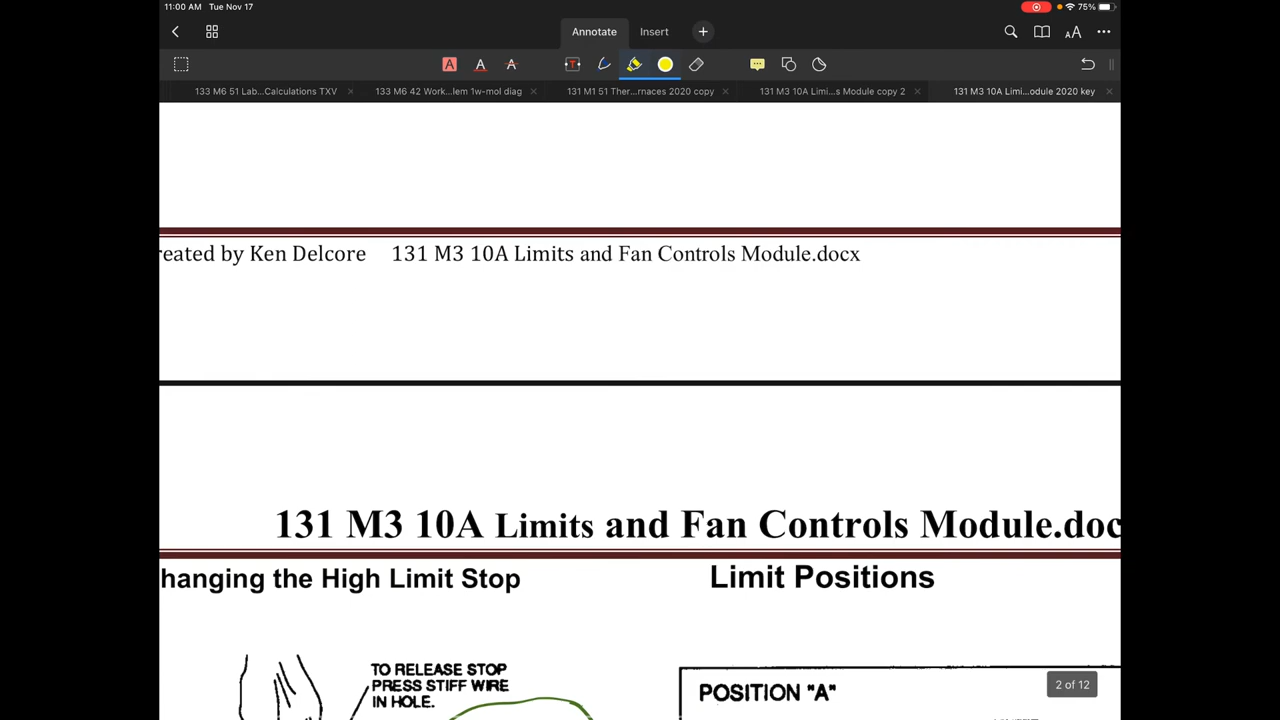 11:00 AM Tue Nov 17
75%
Annotate
Insert
AA
A A A T
133 M6 51 Lab...Calculations TXV
133 M6 42 Work...lem 1w-mol diag
131 M1 51 Ther...rnaces 2020 copy
131 M3 10A Limi...s Module copy 2
131 M3 10A Limi...odule 2020 key
reated by Ken Delcore 131 M3 10A Limits and Fan Controls Module.docx
131 M3 10A Limits and Fan Controls Module.doc
hanging the High Limit Stop
Limit Positions
TO RELEASE STOP
PRESS STIFF WIRE
IN HOLE.
POSITION "A"
2 of 12